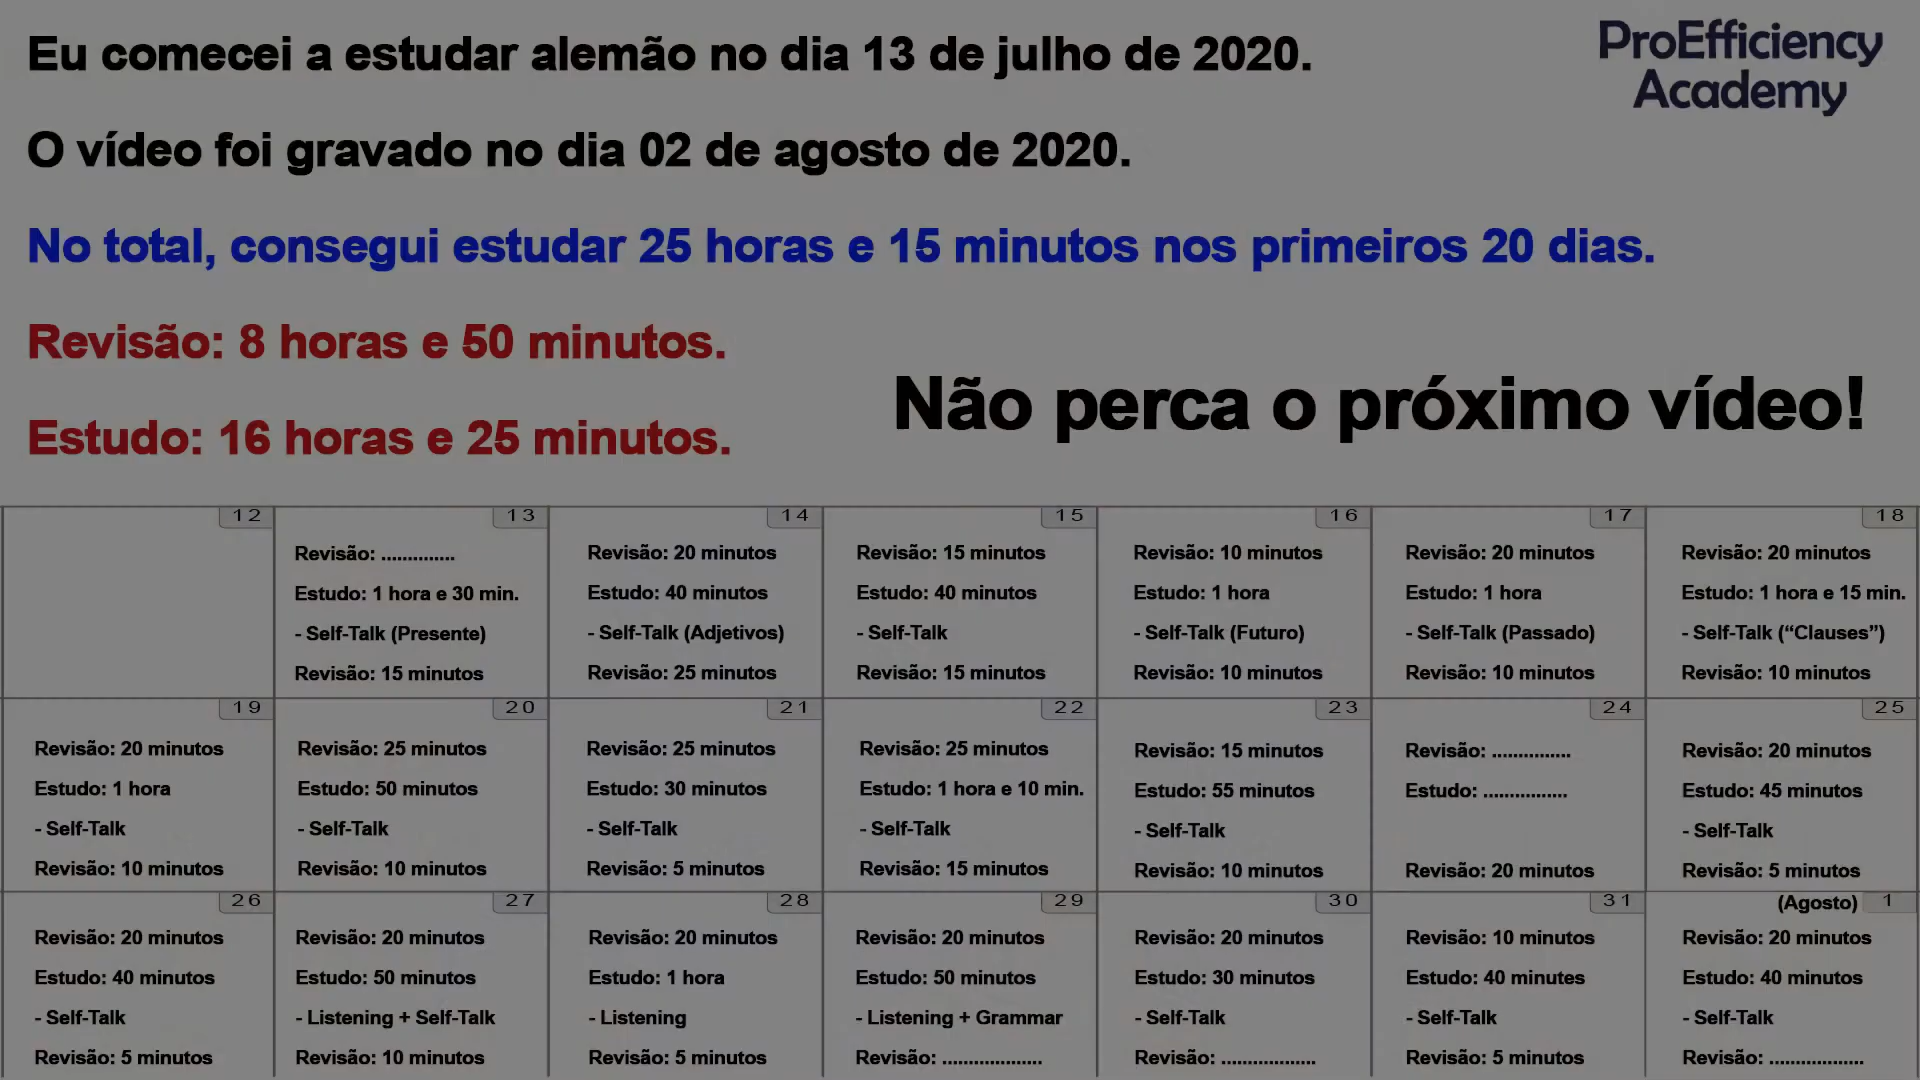 Eu comecei a estudar alemão no dia 13 de julho de 2020.
ProEfficiency
Academy
O vídeo foi gravado no dia 02 de agosto de 2020.
No total, consegui estudar 25 horas e 15 minutos nos primeiros 20 dias.
Revisão: 8 horas e 50 minutos.
Não perca o próximo vídeo!
Estudo: 16 horas e 25 minutos.
12
13
Revisão: ..............
Estudo: 1 hora e 30 min.
- Self-Talk (Presente)
Revisão: 15 minutos
14
Revisão: 20 minutos
Estudo: 40 minutos
- Self-Talk (Adjetivos)
Revisão: 25 minutos
15
Revisão: 15 minutos
Estudo: 40 minutos
- Self-Talk
Revisão: 15 minutos
16
Revisão: 10 minutos
Estudo: 1 hora
- Self-Talk (Futuro)
Revisão: 10 minutos
17
Revisão: 20 minutos
Estudo: 1 hora
- Self-Talk (Passado)
Revisão: 10 minutos
18
Revisão: 20 minutos
Estudo: 1 hora e 15 min.
- Self-Talk (“Clauses”)
Revisão: 10 minutos
19
Revisão: 20 minutos
Estudo: 1 hora
- Self-Talk
Revisão: 10 minutos
20
Revisão: 25 minutos
Estudo: 50 minutos
- Self-Talk
Revisão: 10 minutos
21
Revisão: 25 minutos
Estudo: 30 minutos
- Self-Talk
Revisão: 5 minutos
22
Revisão: 25 minutos
Estudo: 1 hora e 10 min.
- Self-Talk
Revisão: 15 minutos
23
Revisão: 15 minutos
Estudo: 55 minutos
- Self-Talk
Revisão: 10 minutos
24
Revisão: ...............
Estudo: ................
Revisão: 20 minutos
25
Revisão: 20 minutos
Estudo: 45 minutos
- Self-Talk
Revisão: 5 minutos
26
Revisão: 20 minutos
Estudo: 40 minutos
- Self-Talk
Revisão: 5 minutos
27
Revisão: 20 minutos
Estudo: 50 minutos
- Listening + Self-Talk
Revisão: 10 minutos
28
Revisão: 20 minutos
Estudo: 1 hora
- Listening
Revisão: 5 minutos
29
Revisão: 20 minutos
Estudo: 50 minutos
- Listening + Grammar
Revisão: ...................
30
Revisão: 20 minutos
Estudo: 30 minutos
- Self-Talk
Revisão: ..................
31
Revisão: 10 minutos
Estudo: 40 minutes
- Self-Talk
Revisão: 5 minutos
(Agosto) 1
Revisão: 20 minutos
Estudo: 40 minutos
- Self-Talk
Revisão: ..................